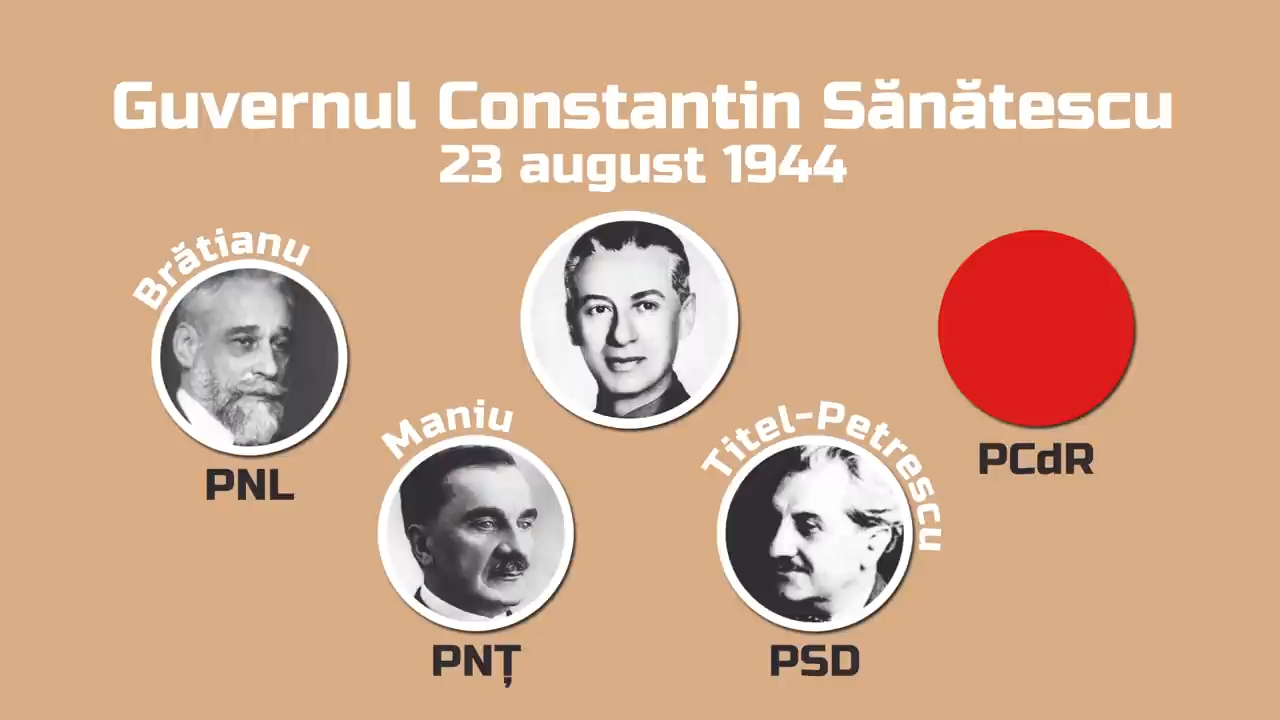 Guvernul Constantin Sănătescu
23 august 1944
Brătianu
PNL
Maniu
PNȚ
Titel-Petrescu
PSD
PCdR